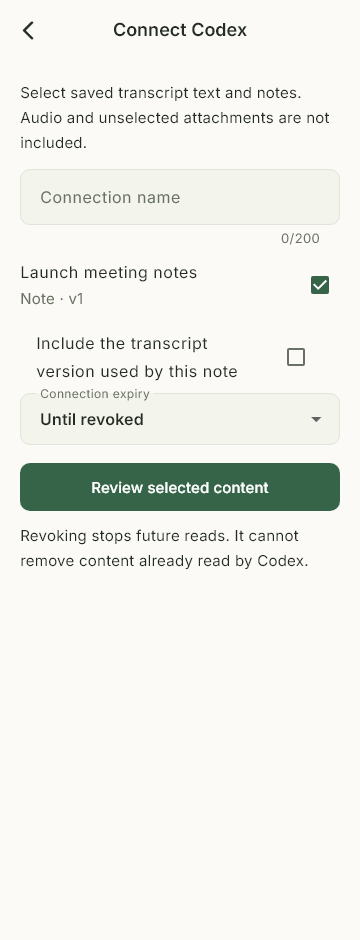 Connect Codex
Select saved transcript text and notes.
Audio and unselected attachments are not
included.
Connection name
0/200
Launch meeting notes
Note · v1
Include the transcript
version used by this note
Connection expiry
Until revoked
Review selected content
Revoking stops future reads. It cannot
remove content already read by Codex.